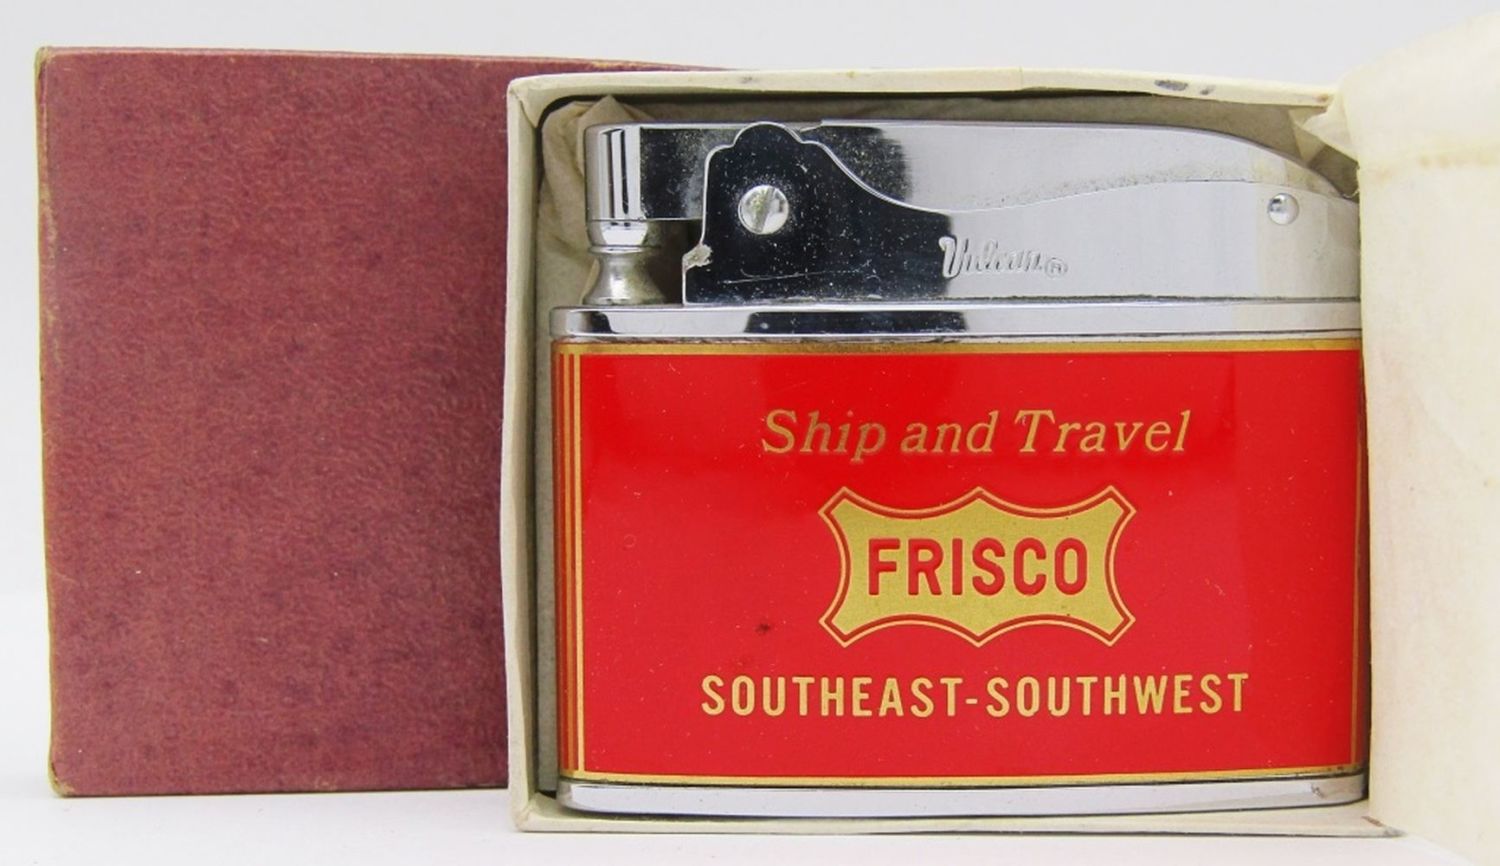 Vulcan®
Ship and Travel
FRISCO
SOUTHEAST-SOUTHWEST